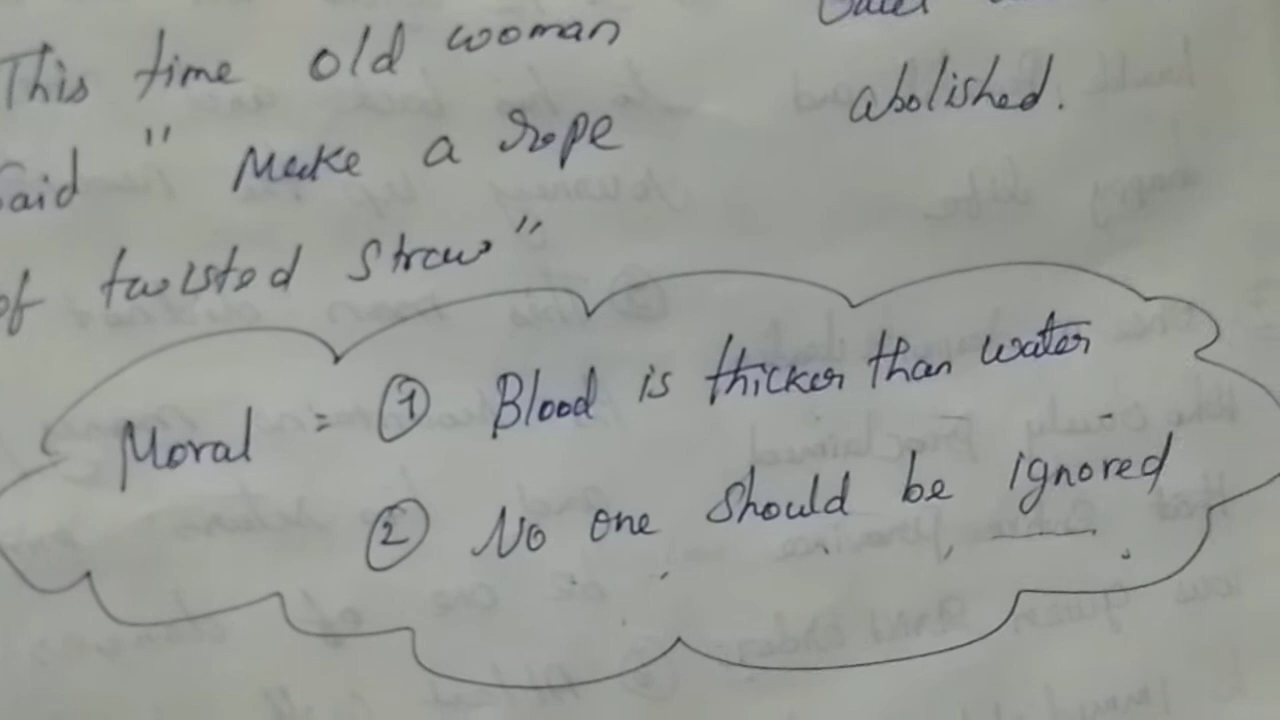 This time old woman
Said " Make a rope
of twisted straw"
abolished.
Moral = ① Blood is thicker than water
② No one should be ignored